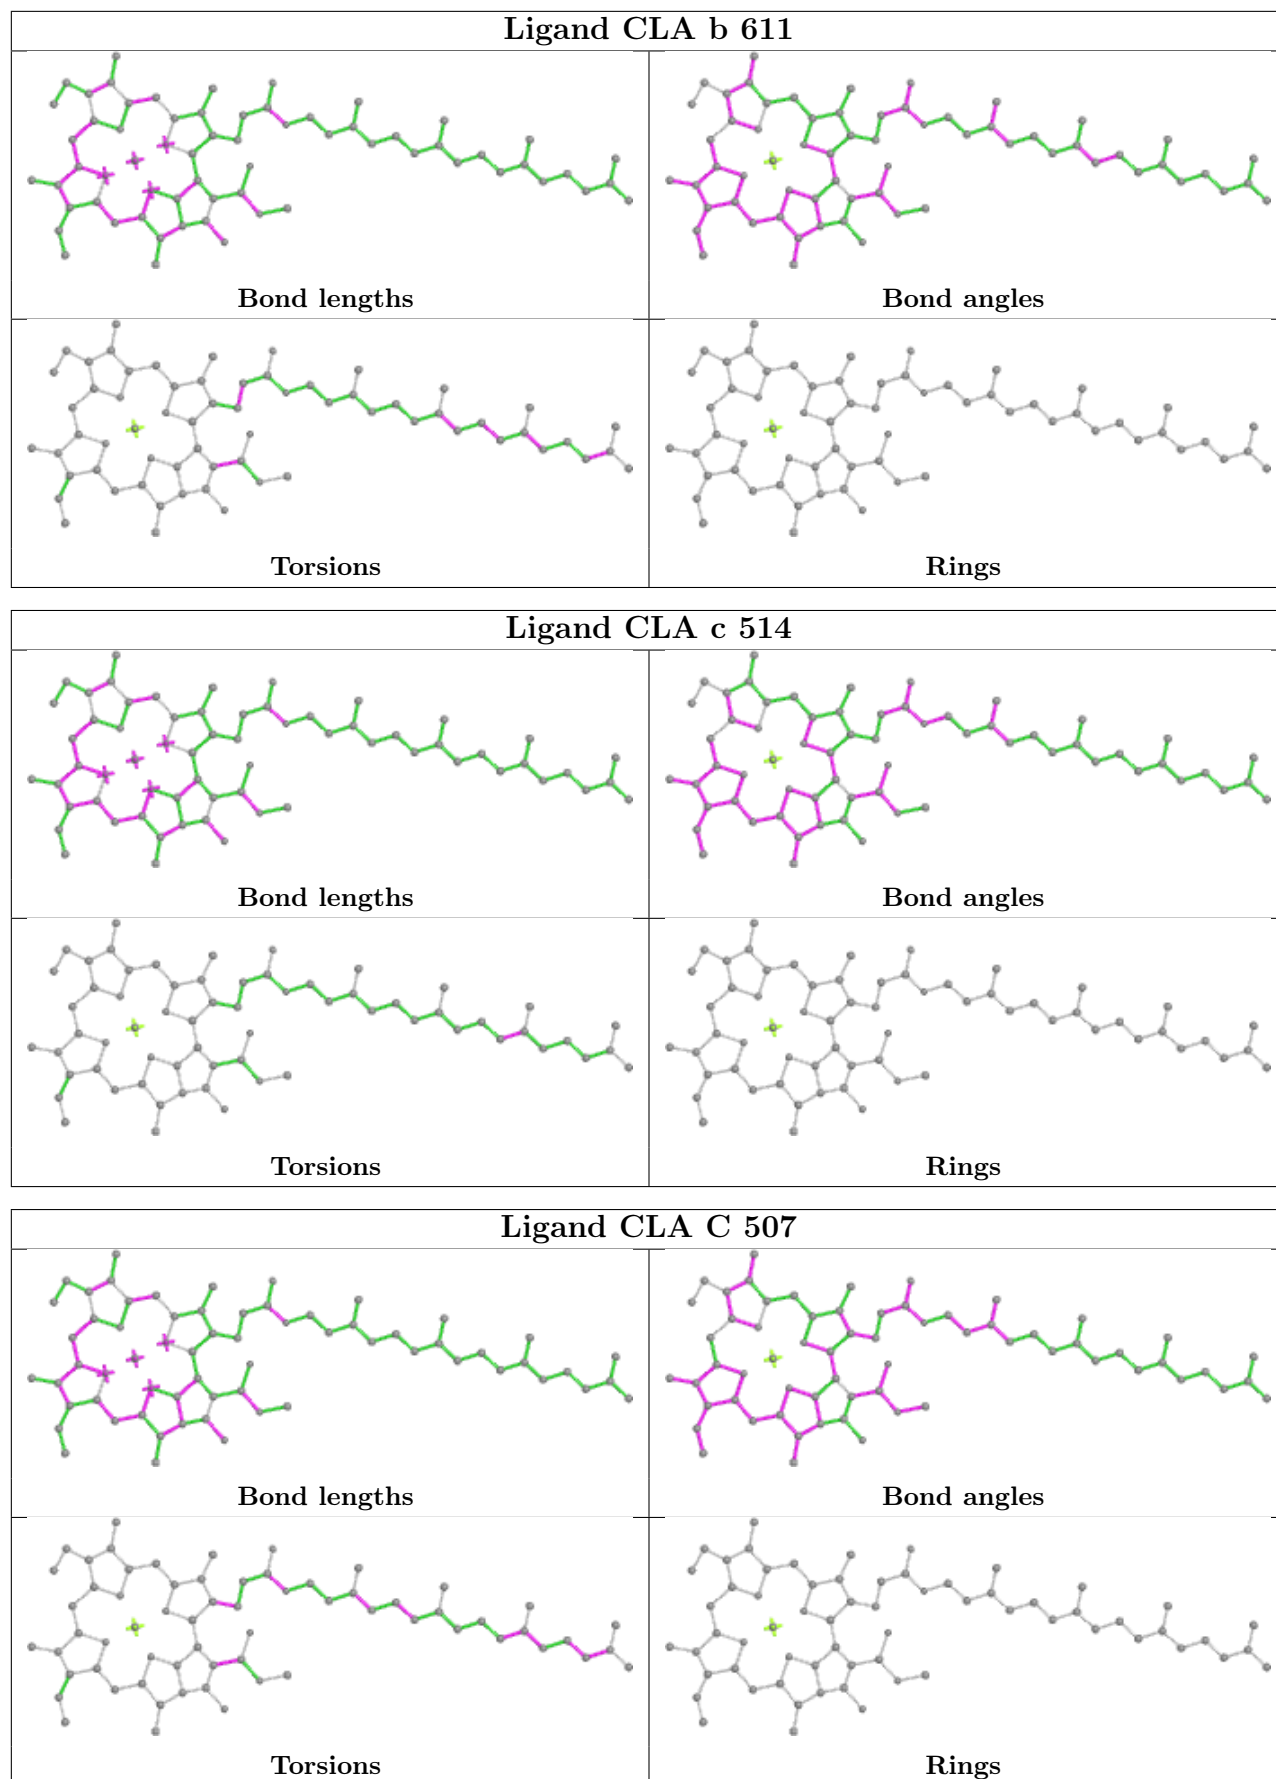 Ligand CLA b 611
Bond lengths
Bond angles
Torsions
Rings
Ligand CLA c 514
Bond lengths
Bond angles
Torsions
Rings
Ligand CLA C 507
Bond lengths
Bond angles
Torsions
Rings